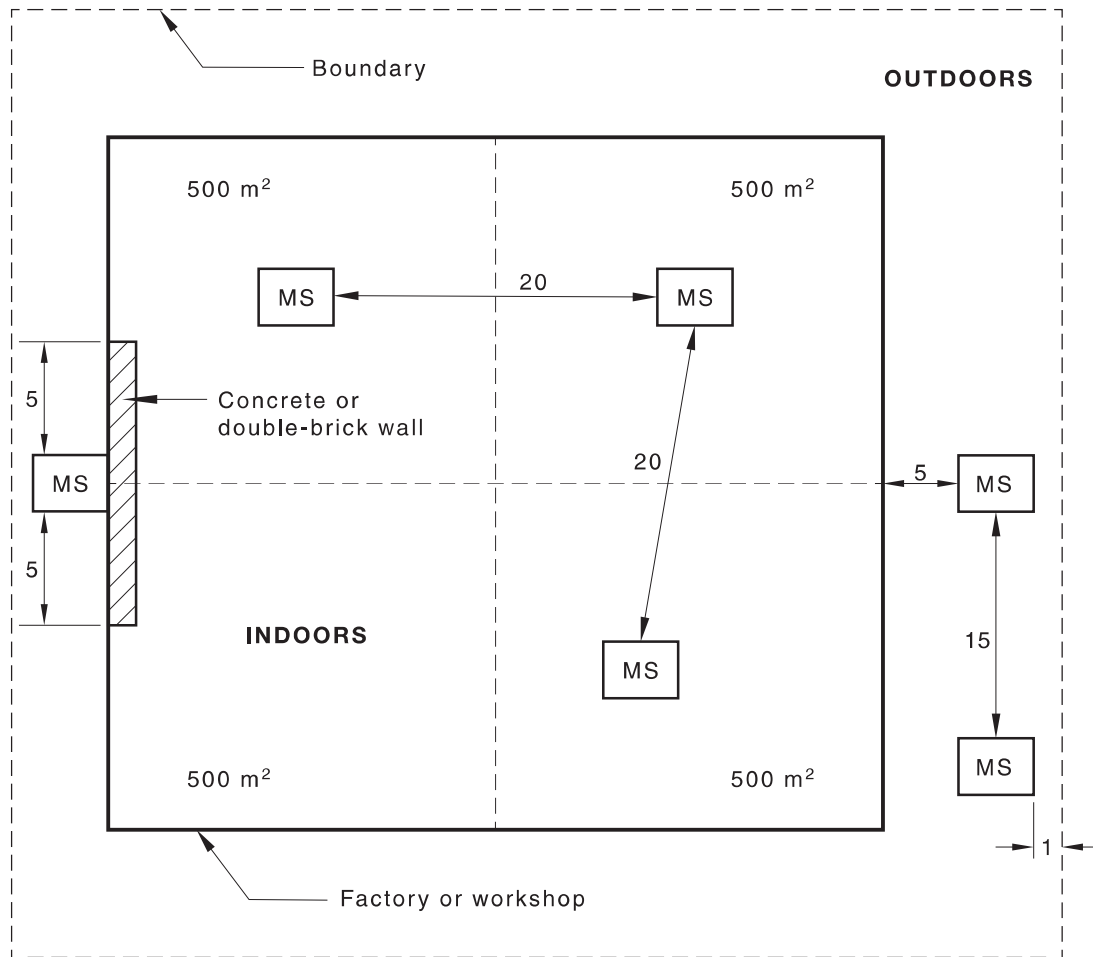 Boundary
OUTDOORS
500 m²
500 m²
MS
20
MS
5
Concrete or
double-brick wall
20
MS
5
MS
5
INDOORS
15
MS
MS
500 m²
500 m²
1
Factory or workshop